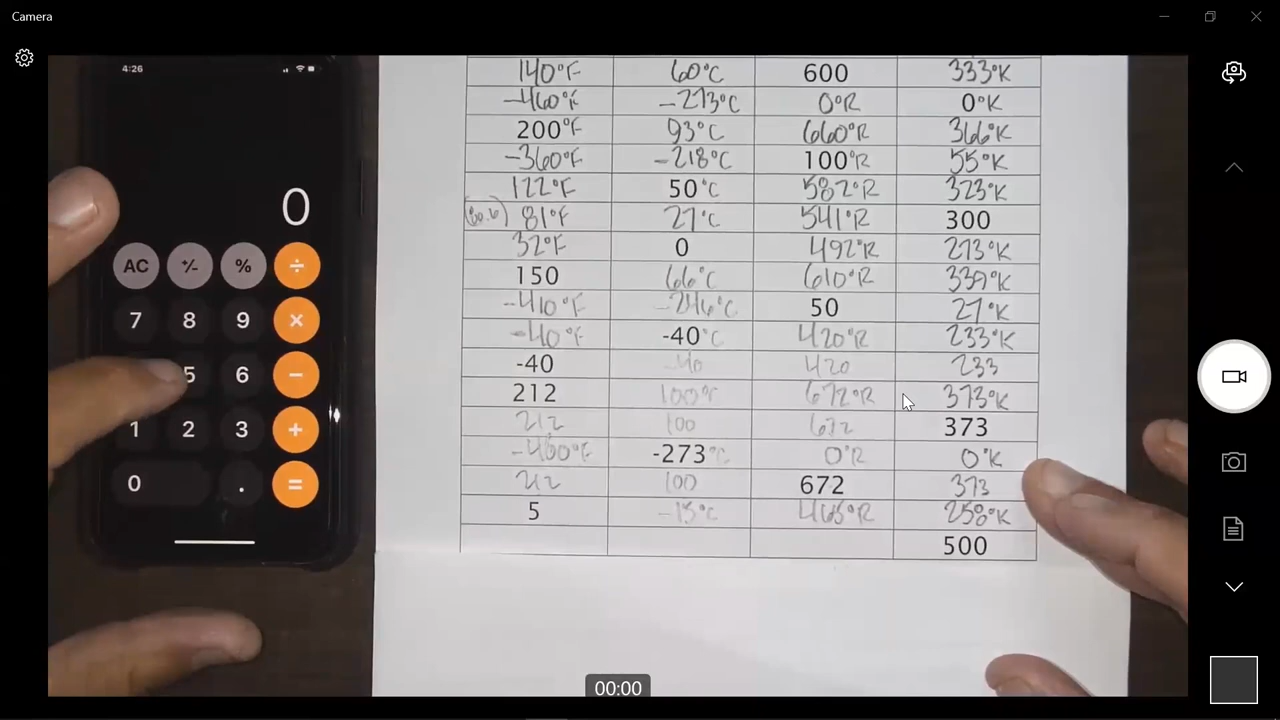 Camera
4:26
0
AC +/- % ÷
7 8 9 ×
5 6 −
1 2 3 +
0 . =
140°F 60°C 600 333°K
-460°F -273°C 0°R 0°K
200°F 93°C 660°R 366°K
-360°F -218°C 100°R 55°K
122°F 50°C 582°R 323°K
(80.6) 81°F 27°C 541°R 300
32°F 0 492°R 273°K
150 66°C 610°R 339°K
-410°F -246°C 50 27°K
-40°F -40°C 420°R 233°K
-40 -40 420 233
212 100°C 672°R 373°K
212 100 672 373
-460°F -273°C 0°R 0°K
212 100 672 373
5 -15°C 465°R 258°K
500
00:00